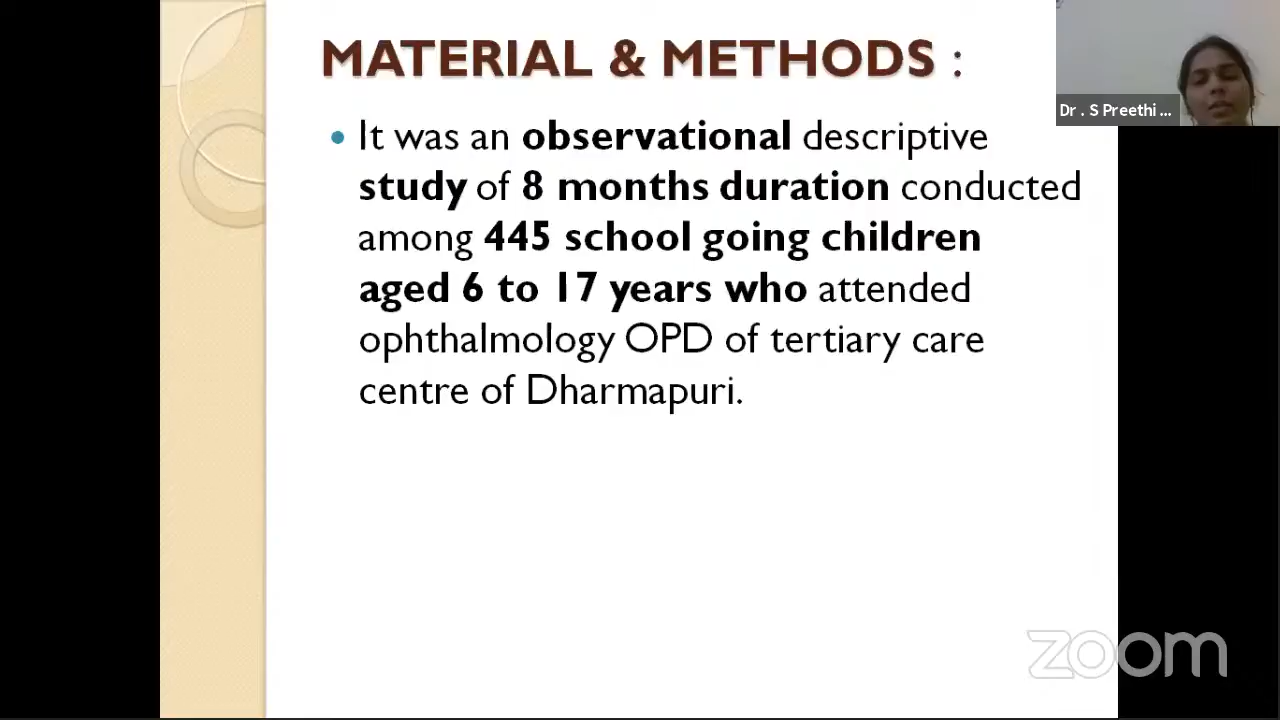 MATERIAL & METHODS :
Dr . S Preethi ...
• It was an observational descriptive
study of 8 months duration conducted
among 445 school going children
aged 6 to 17 years who attended
ophthalmology OPD of tertiary care
centre of Dharmapuri.
zoom